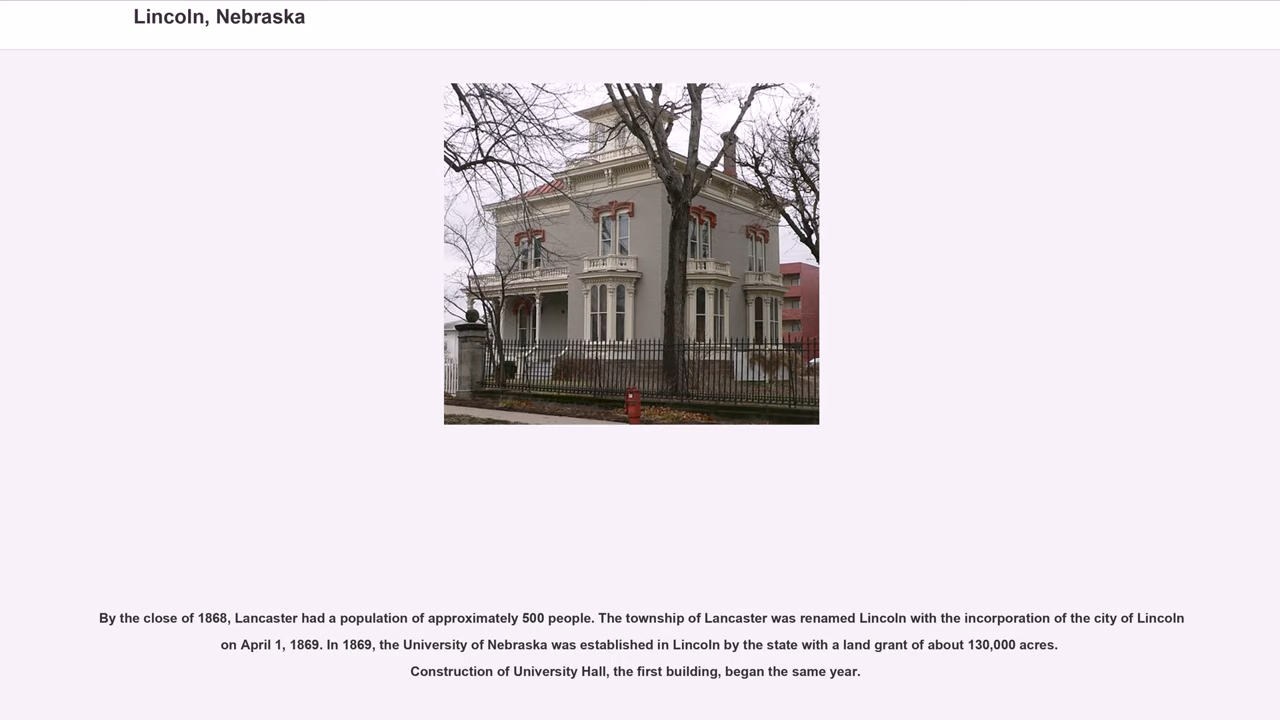 Lincoln, Nebraska
By the close of 1868, Lancaster had a population of approximately 500 people. The township of Lancaster was renamed Lincoln with the incorporation of the city of Lincoln
on April 1, 1869. In 1869, the University of Nebraska was established in Lincoln by the state with a land grant of about 130,000 acres.
Construction of University Hall, the first building, began the same year.